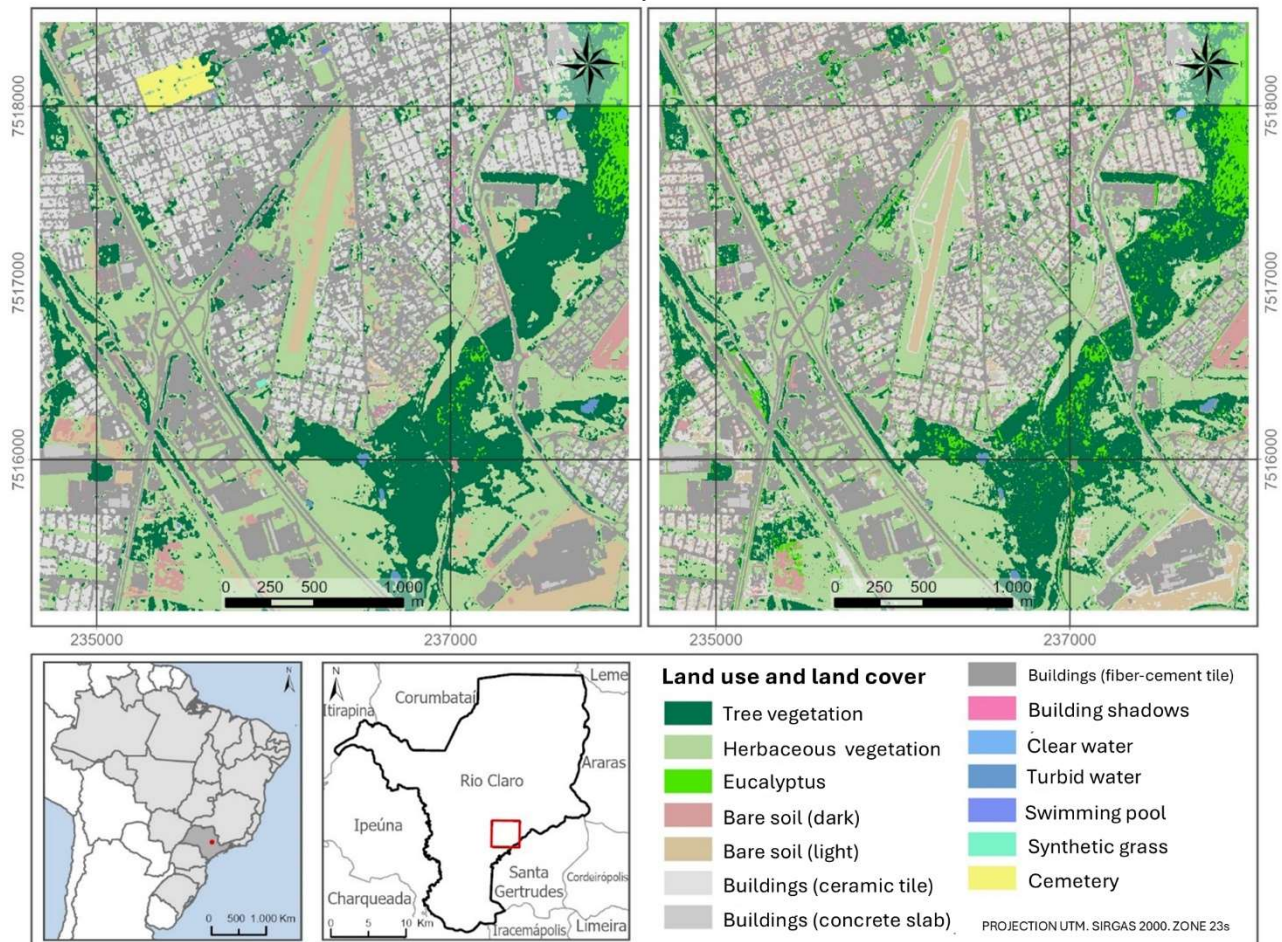 7518000
7517000
7516000
7518000
7517000
7516000
0 250 500 1.000
m
0 250 500 1.000
m
235000
237000
235000
237000
N
0 500 1.000 Km
N
Leme
Corumbataí
Itirapina
Araras
Rio Claro
Ipeúna
Santa
Gertrudes
Cordeirópolis
Charqueada
Limeira
Iracemápolis
0 5 10 Km
Land use and land cover
Tree vegetation
Herbaceous vegetation
Eucalyptus
Bare soil (dark)
Bare soil (light)
Buildings (ceramic tile)
Buildings (concrete slab)
Buildings (fiber-cement tile)
Building shadows
Clear water
Turbid water
Swimming pool
Synthetic grass
Cemetery
PROJECTION UTM. SIRGAS 2000. ZONE 23s